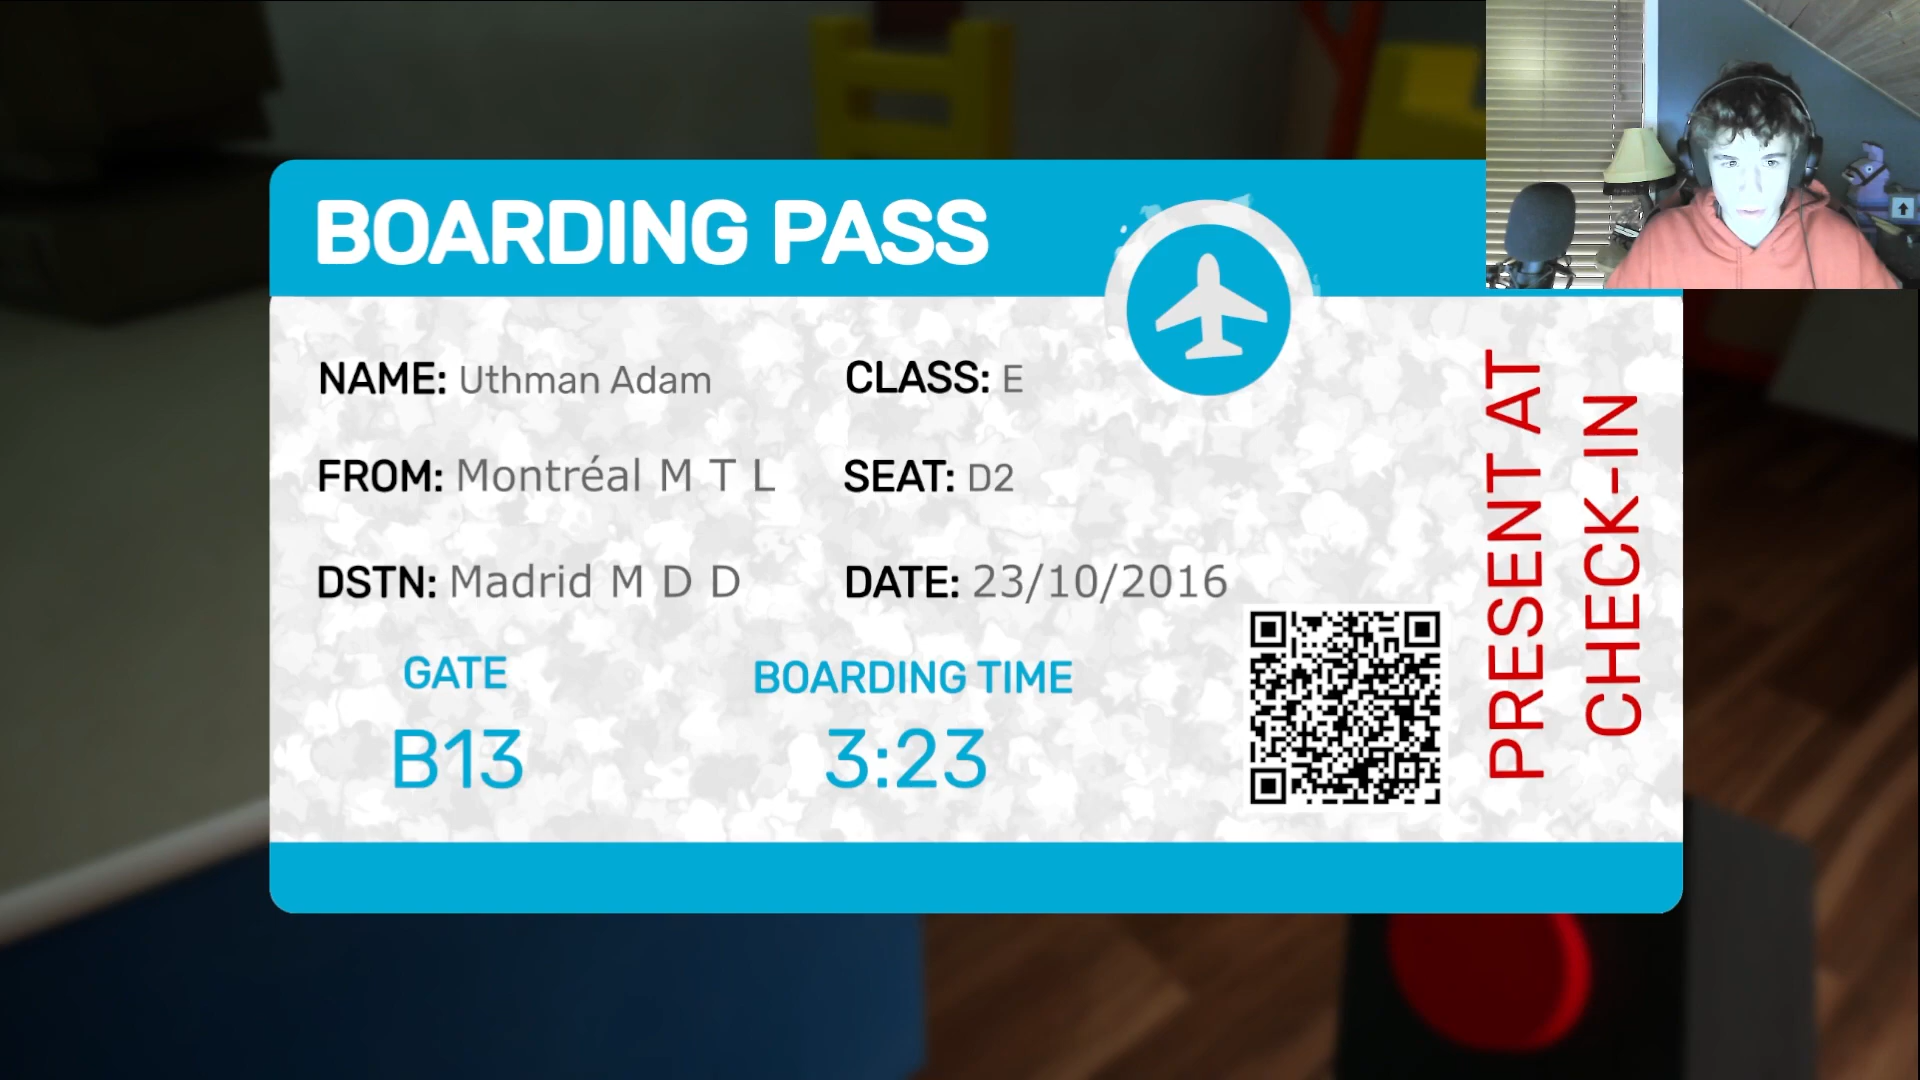 BOARDING PASS
NAME: Uthman Adam
CLASS: E
FROM: Montréal M T L
SEAT: D2
DSTN: Madrid M D D
DATE: 23/10/2016
GATE
B13
BOARDING TIME
3:23
PRESENT AT
CHECK-IN